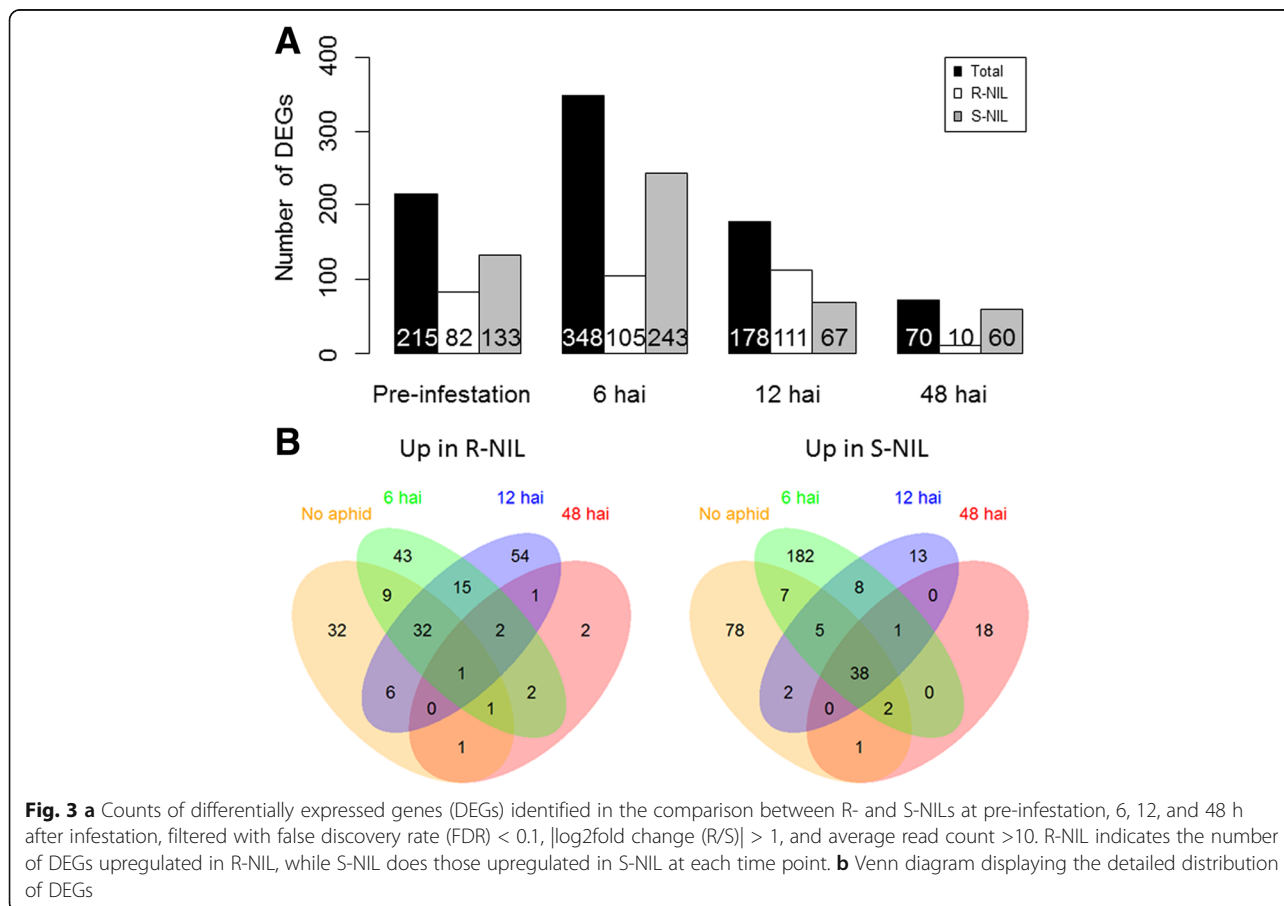 A
400
300
200
100
0
Number of DEGs
Total
R-NIL
S-NIL
215 82 133 348 105 243 178 111 67 70 10 60
Pre-infestation 6 hai 12 hai 48 hai
B
Up in R-NIL
No aphid 6 hai 12 hai 48 hai
43 54
9 15 1
32 32 2 2
1
6 0 1 2
1
Up in S-NIL
No aphid 6 hai 12 hai 48 hai
182 13
7 8 0
78 5 1 18
38
2 0 2 0
1
Fig. 3 a Counts of differentially expressed genes (DEGs) identified in the comparison between R- and S-NILs at pre-infestation, 6, 12, and 48 h
after infestation, filtered with false discovery rate (FDR) < 0.1, |log2fold change (R/S)| > 1, and average read count >10. R-NIL indicates the number
of DEGs upregulated in R-NIL, while S-NIL does those upregulated in S-NIL at each time point. b Venn diagram displaying the detailed distribution
of DEGs